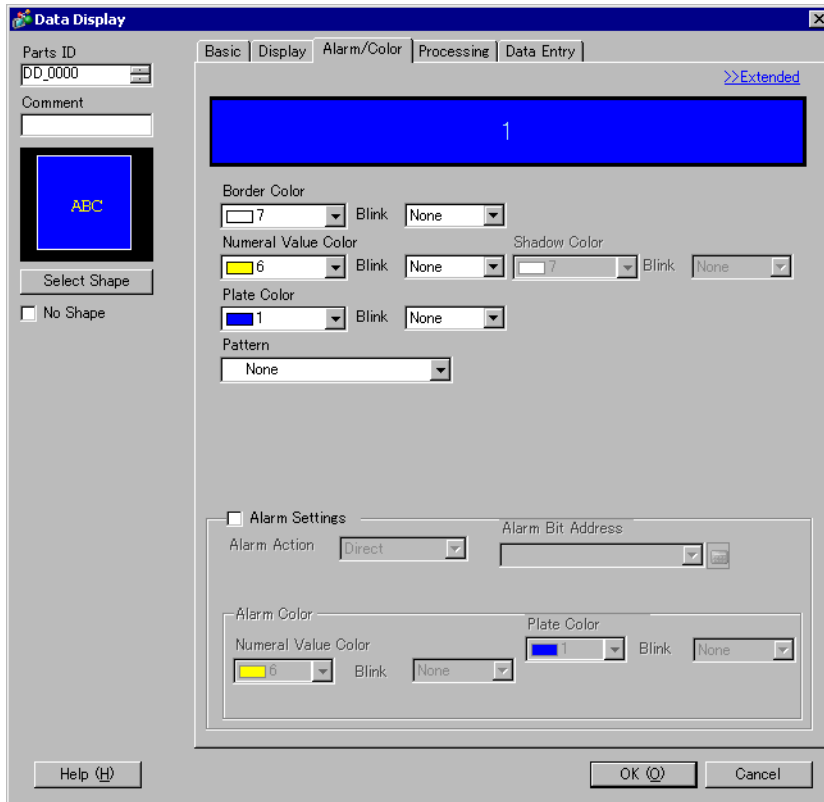 Data Display
Parts ID
DD_0000
Comment
ABC
Select Shape
No Shape
Basic Display Alarm/Color Processing Data Entry
>>Extended
1
Border Color
7 Blink None
Numeral Value Color Shadow Color
6 Blink None 7 Blink None
Plate Color
1 Blink None
Pattern
None
Alarm Settings
Alarm Action Direct Alarm Bit Address
Alarm Color
Numeral Value Color Plate Color
6 Blink None 1 Blink None
Help (H) OK (O) Cancel